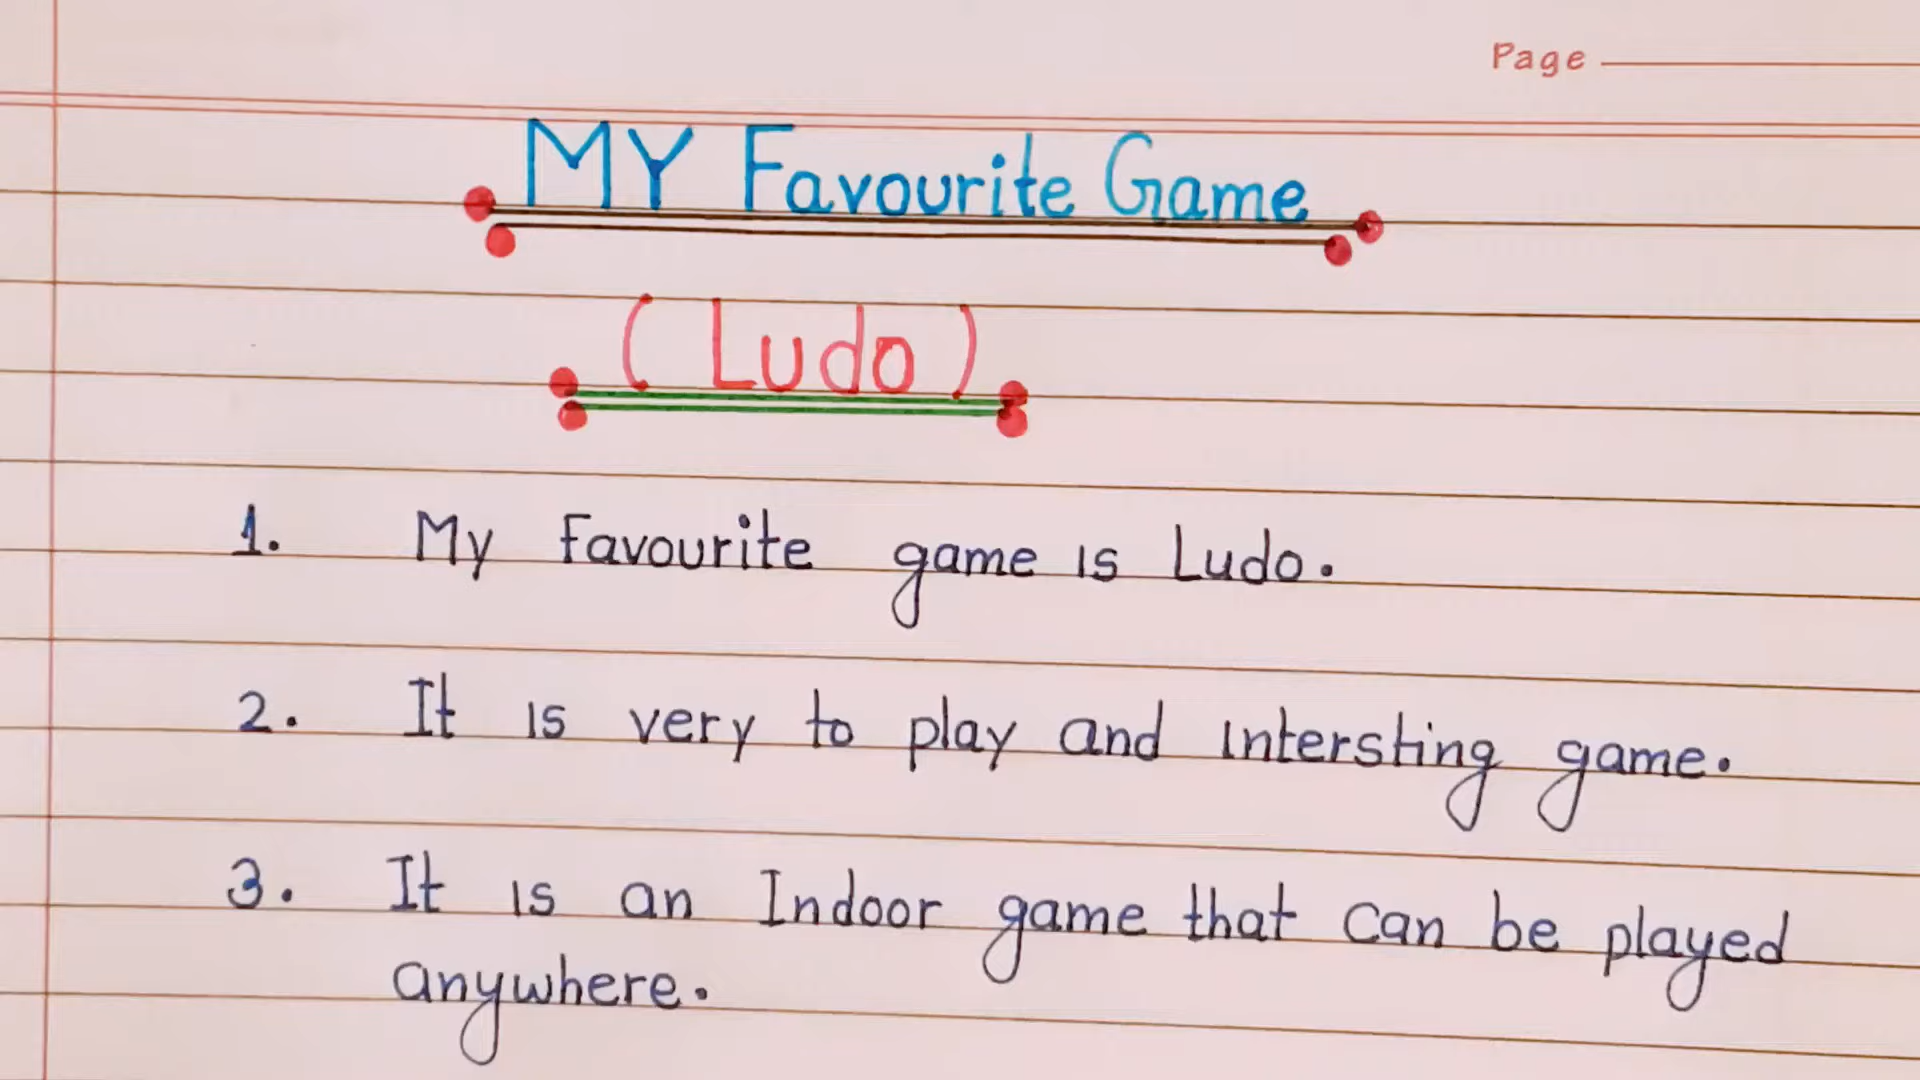 Page
MY Favourite Game
( Ludo )
1. My Favourite game is Ludo.
2. It is very to play and intersting game.
3. It is an Indoor game that can be played
anywhere.